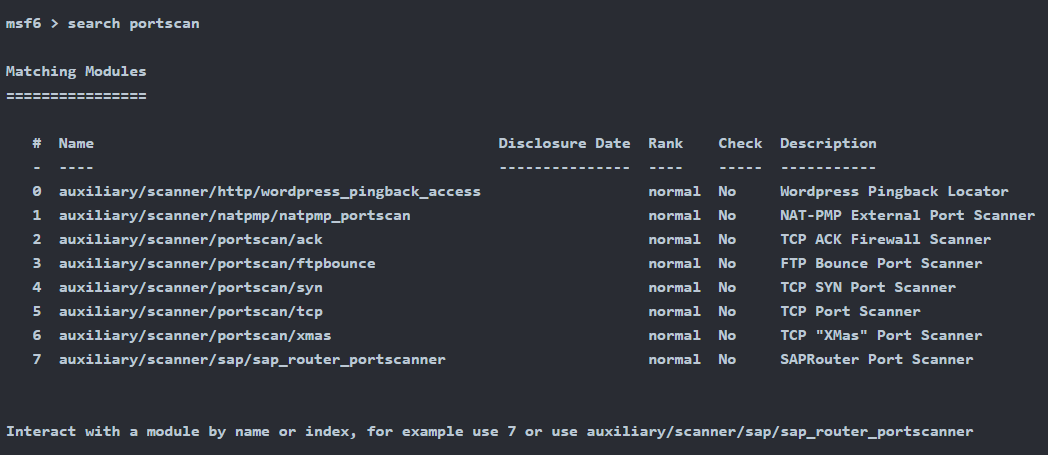 msf6 > search portscan
Matching Modules
================
#  Name                                              Disclosure Date  Rank    Check  Description
-  ----                                              ---------------  ----    -----  -----------
0  auxiliary/scanner/http/wordpress_pingback_access                   normal  No     Wordpress Pingback Locator
1  auxiliary/scanner/natpmp/natpmp_portscan                           normal  No     NAT-PMP External Port Scanner
2  auxiliary/scanner/portscan/ack                                     normal  No     TCP ACK Firewall Scanner
3  auxiliary/scanner/portscan/ftpbounce                               normal  No     FTP Bounce Port Scanner
4  auxiliary/scanner/portscan/syn                                     normal  No     TCP SYN Port Scanner
5  auxiliary/scanner/portscan/tcp                                     normal  No     TCP Port Scanner
6  auxiliary/scanner/portscan/xmas                                    normal  No     TCP "XMas" Port Scanner
7  auxiliary/scanner/sap/sap_router_portscanner                       normal  No     SAPRouter Port Scanner
Interact with a module by name or index, for example use 7 or use auxiliary/scanner/sap/sap_router_portscanner